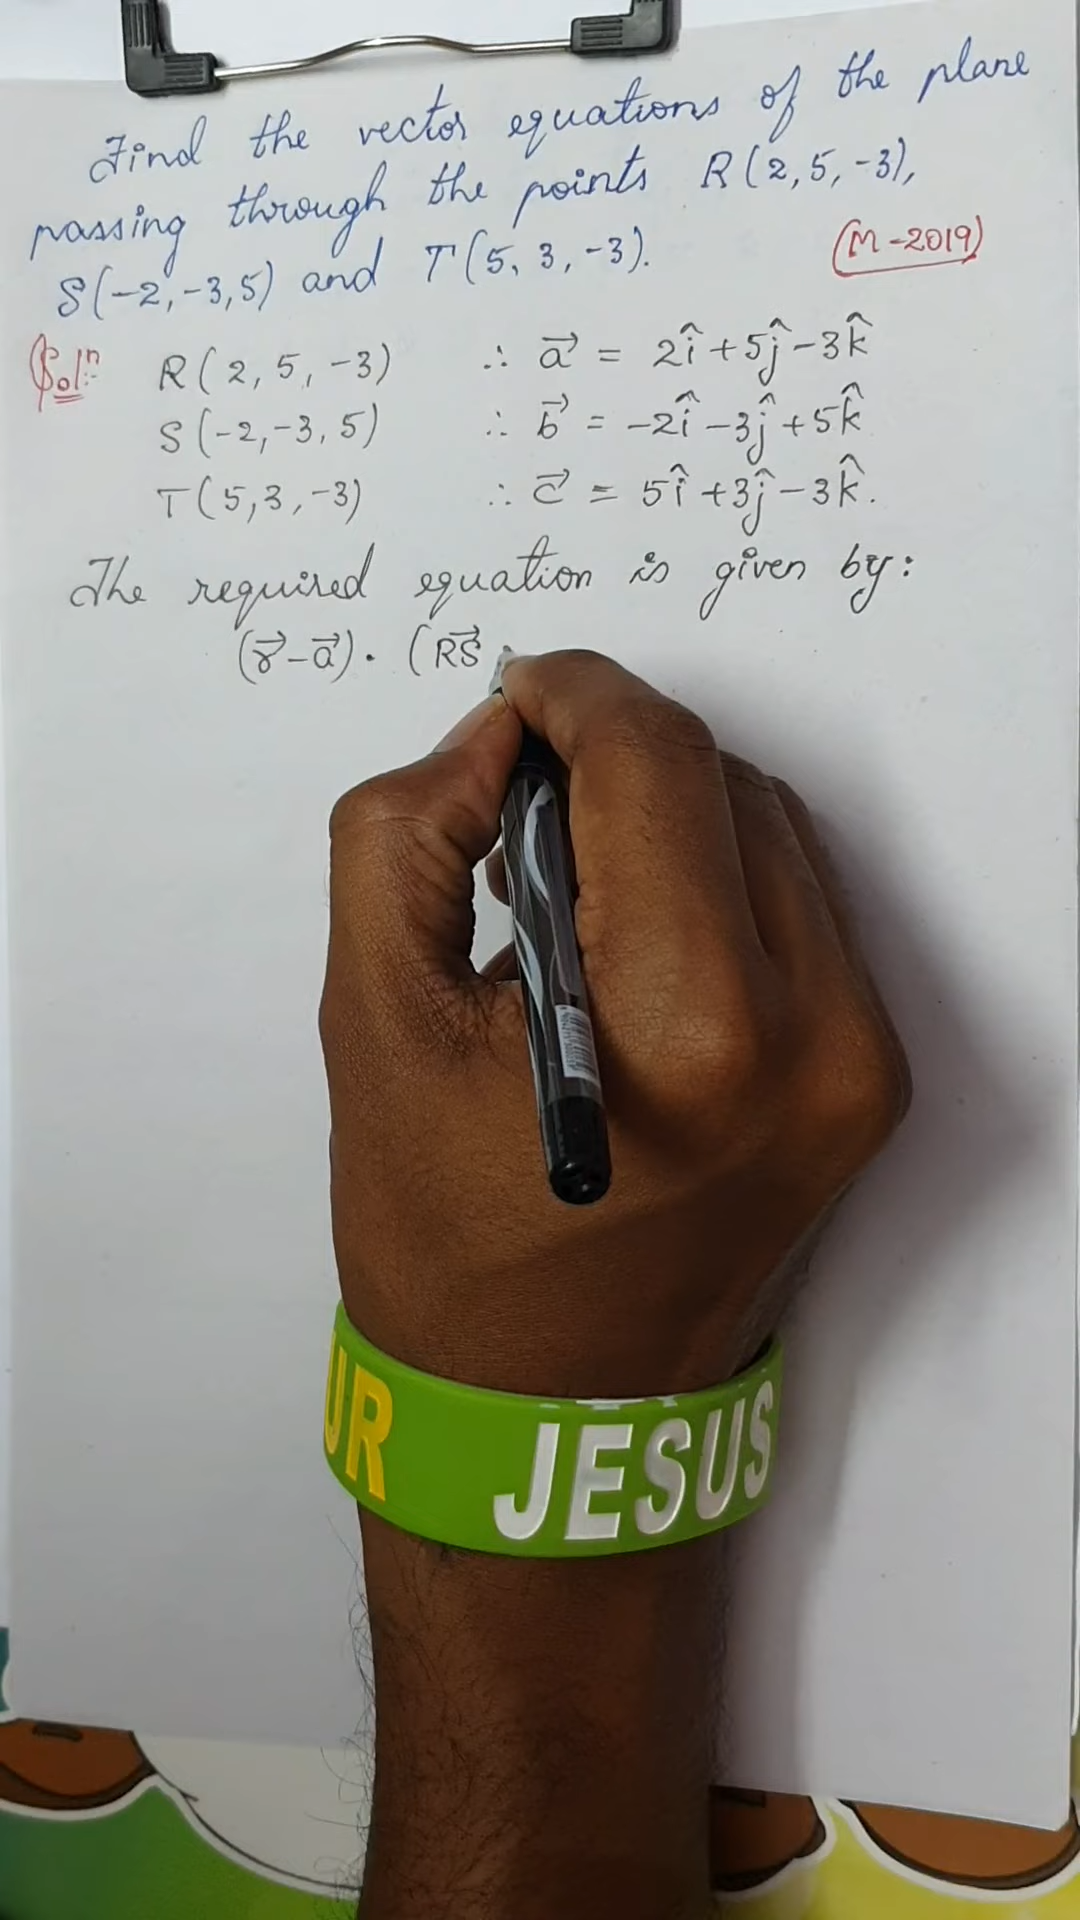 Find the vector equations of the plane
passing through the points R(2, 5, -3),
S(-2, -3, 5) and T(5, 3, -3).
(M-2019)
Solⁿ:-
R(2, 5, -3) ∴ a⃗ = 2î + 5ĵ - 3k̂
S(-2, -3, 5) ∴ b⃗ = -2î - 3ĵ + 5k̂
T(5, 3, -3) ∴ c⃗ = 5î + 3ĵ - 3k̂.
The required equation is given by:
(r⃗ - a⃗) · (RS⃗
UR JESUS